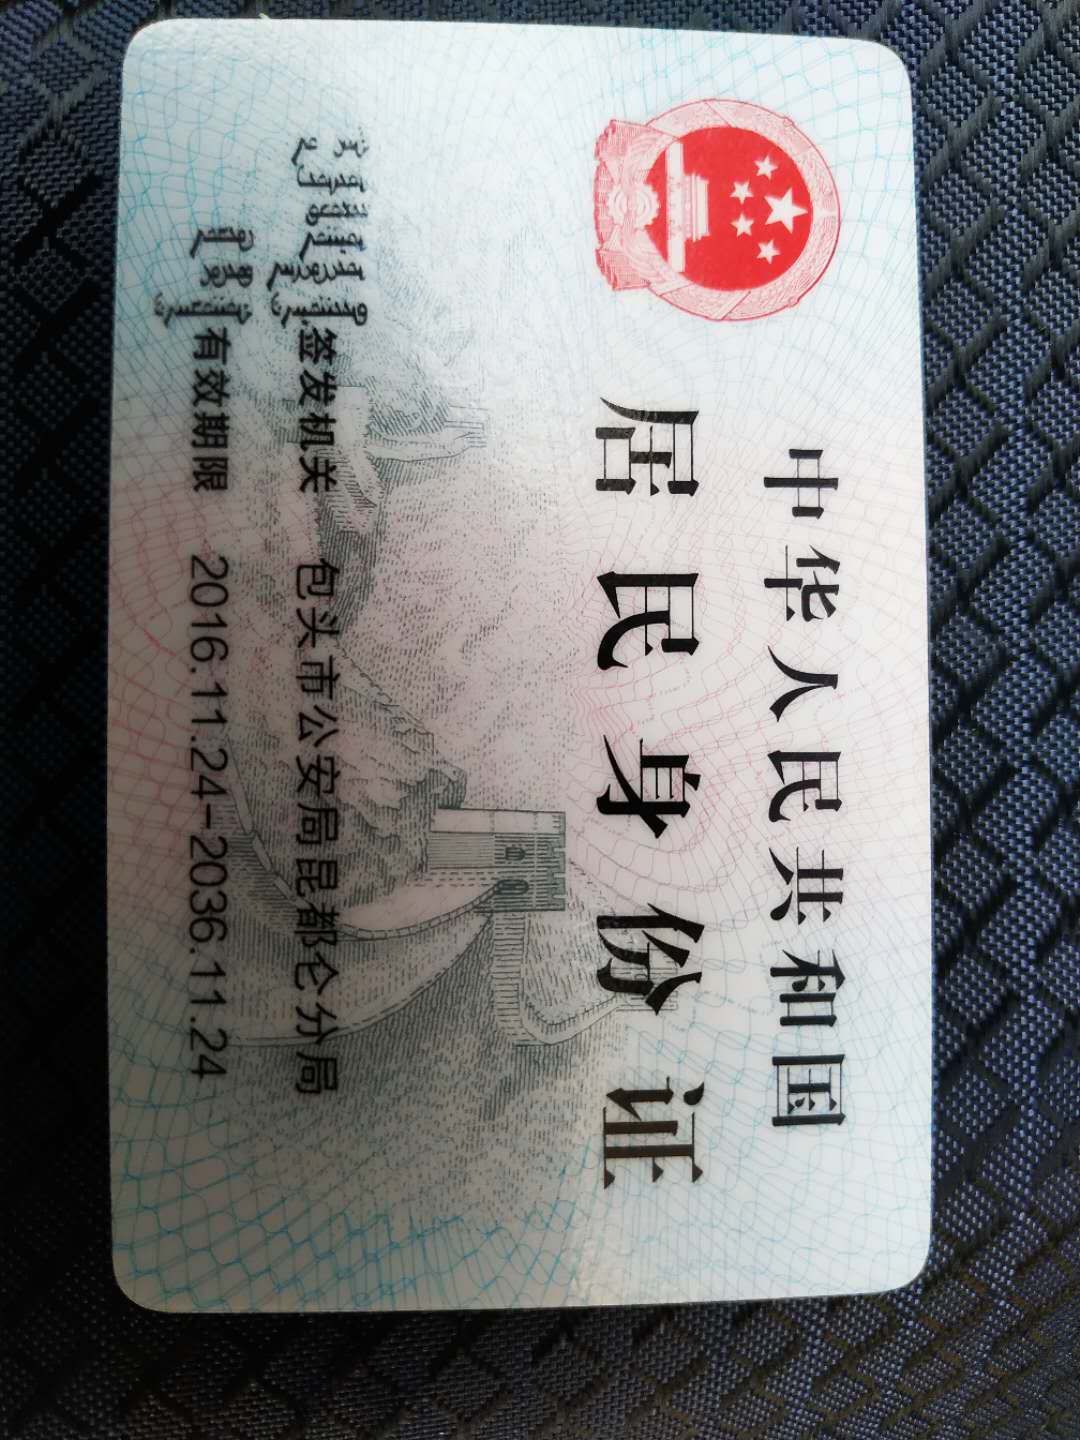 中华人民共和国
居民身份证
签发机关 包头市公安局昆都仑分局
有效期限 2016.11.24-2036.11.24